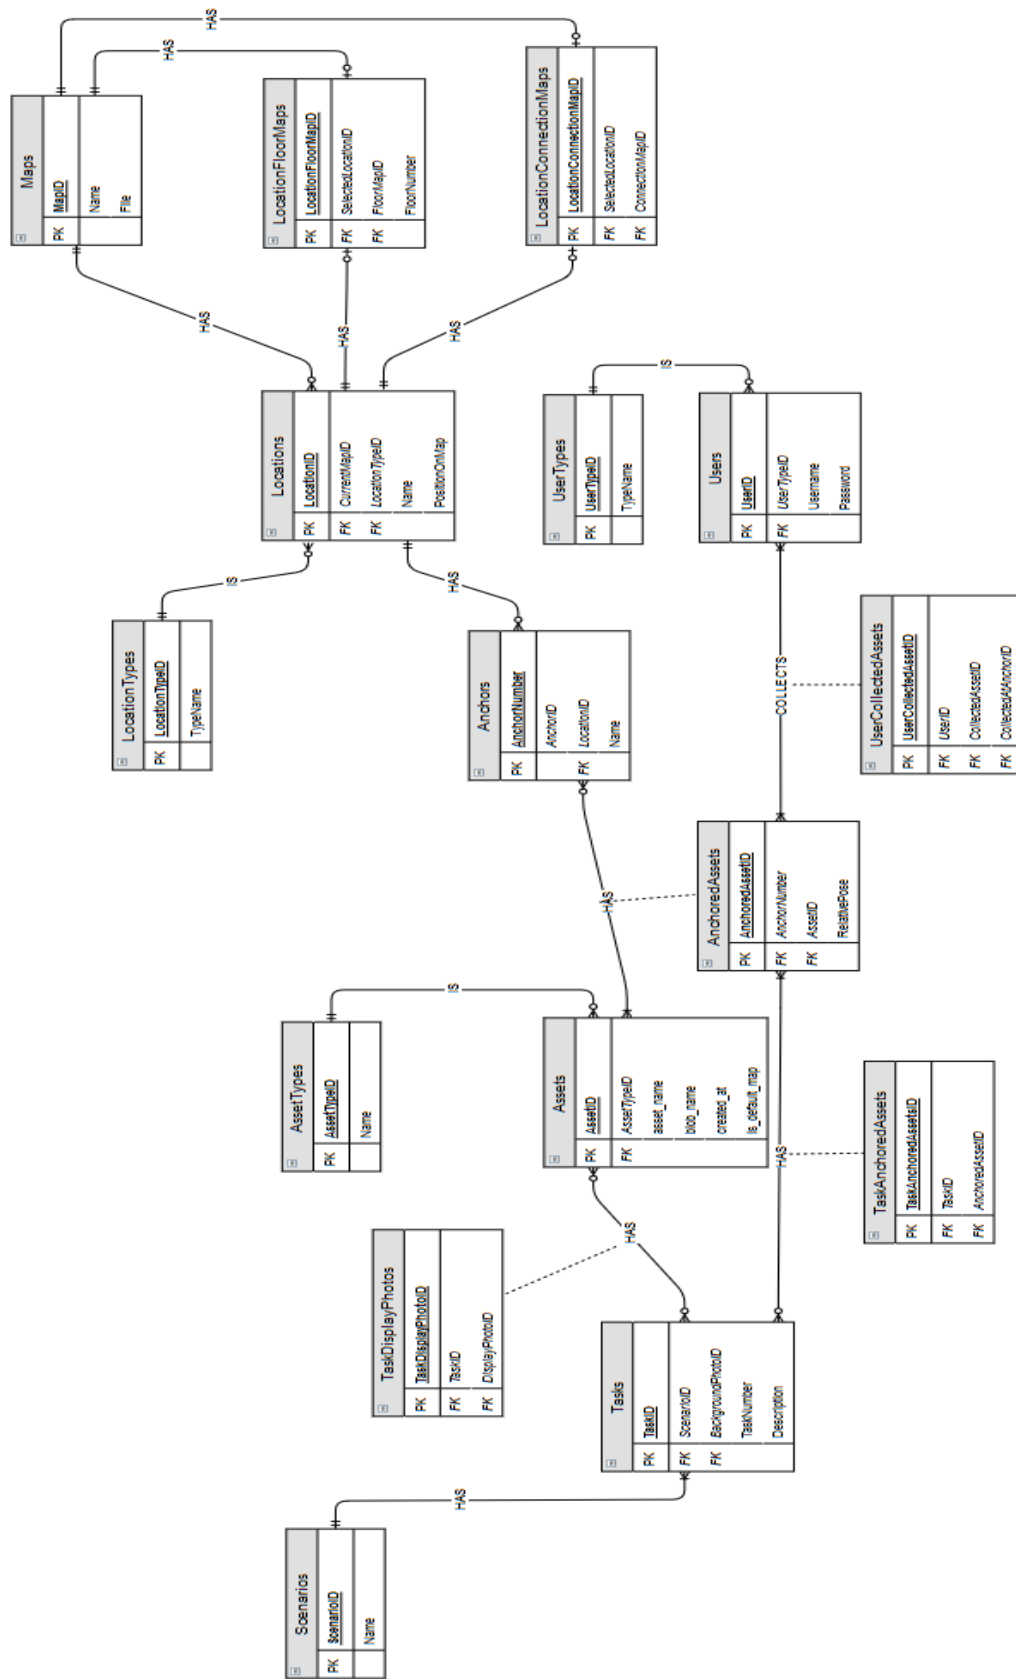 Scenarios
PK ScenarioID
Name
HAS
Tasks
PK TaskID
FK ScenarioID
FK BackgroundPhotoID
TaskNumber
Description
TaskDisplayPhotos
PK TaskDisplayPhotoID
FK TaskID
FK DisplayPhotoID
HAS
TaskAnchoredAssets
PK TaskAnchoredAssetsID
FK TaskID
FK AnchoredAssetID
HAS
AssetTypes
PK AssetTypeID
Name
IS
Assets
PK AssetID
FK AssetTypeID
asset_name
blob_name
created_at
is_default_map
HAS
AnchoredAssets
PK AnchoredAssetID
FK AnchorNumber
FK AssetID
RelativePose
LocationTypes
PK LocationTypeID
TypeName
IS
Anchors
PK AnchorNumber
AnchorID
FK LocationID
Name
HAS
COLLECTS
UserCollectedAssets
PK UserCollectedAssetID
FK UserID
FK CollectedAssetID
FK CollectedAtAnchorID
Locations
PK LocationID
FK CurrentMapID
FK LocationTypeID
Name
PositionOnMap
UserTypes
PK UserTypeID
TypeName
IS
Users
PK UserID
FK UserTypeID
Username
Password
HAS
HAS
HAS
Maps
PK MapID
Name
File
LocationFloorMaps
PK LocationFloorMapID
FK SelectedLocationID
FK FloorMapID
FloorNumber
LocationConnectionMaps
PK LocationConnectionMapID
FK SelectedLocationID
FK ConnectionMapID
HAS
HAS